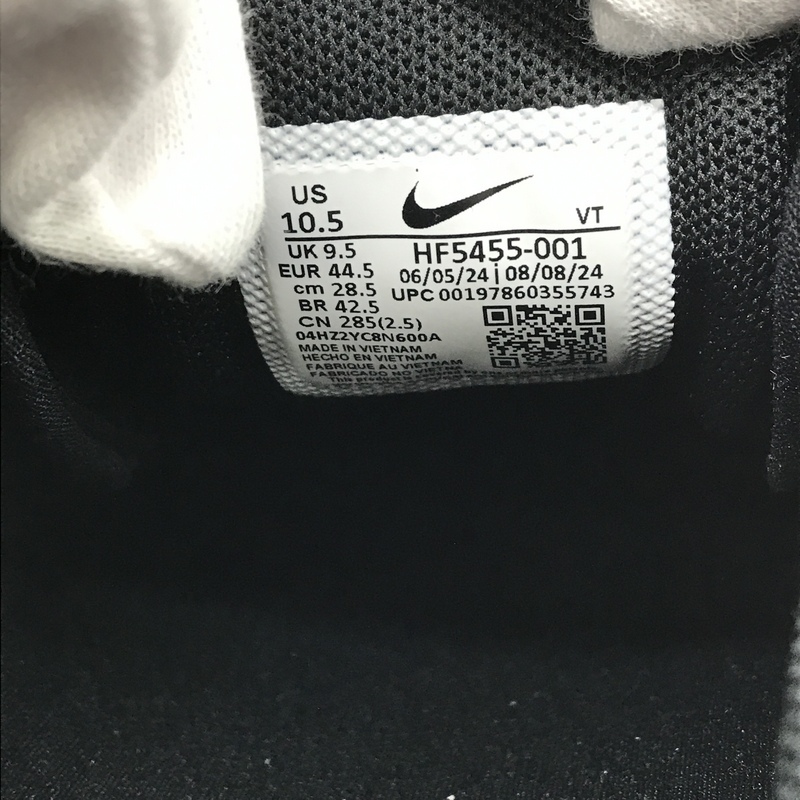 US
10.5
VT
UK 9.5
HF5455-001
EUR 44.5
06/05/24 | 08/08/24
cm 28.5
UPC 00197860355743
BR 42.5
CN 285(2.5)
04HZ2YC8N600A
MADE IN VIETNAM
HECHO EN VIETNAM
FABRIQUE AU VIETNAM
FABRICADO NO VIETNAM
This product